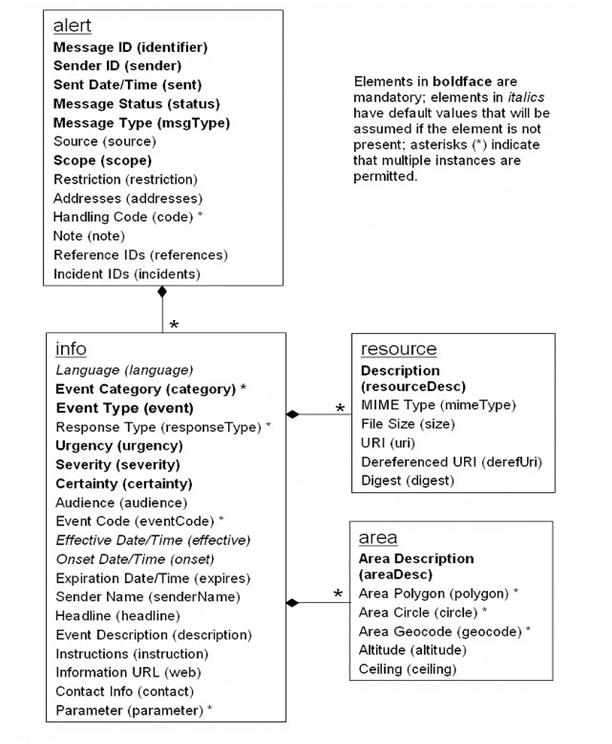 alert
Message ID (identifier)
Sender ID (sender)
Sent Date/Time (sent)
Message Status (status)
Message Type (msgType)
Source (source)
Scope (scope)
Restriction (restriction)
Addresses (addresses)
Handling Code (code) *
Note (note)
Reference IDs (references)
Incident IDs (incidents)
Elements in boldface are
mandatory; elements in italics
have default values that will be
assumed if the element is not
present; asterisks (*) indicate
that multiple instances are
permitted.
*
info
Language (language)
Event Category (category) *
Event Type (event)
Response Type (responseType) *
Urgency (urgency)
Severity (severity)
Certainty (certainty)
Audience (audience)
Event Code (eventCode) *
Effective Date/Time (effective)
Onset Date/Time (onset)
Expiration Date/Time (expires)
Sender Name (senderName)
Headline (headline)
Event Description (description)
Instructions (instruction)
Information URL (web)
Contact Info (contact)
Parameter (parameter) *
*
resource
Description
(resourceDesc)
MIME Type (mimeType)
File Size (size)
URI (uri)
Dereferenced URI (derefUri)
Digest (digest)
*
area
Area Description
(areaDesc)
Area Polygon (polygon) *
Area Circle (circle) *
Area Geocode (geocode) *
Altitude (altitude)
Ceiling (ceiling)